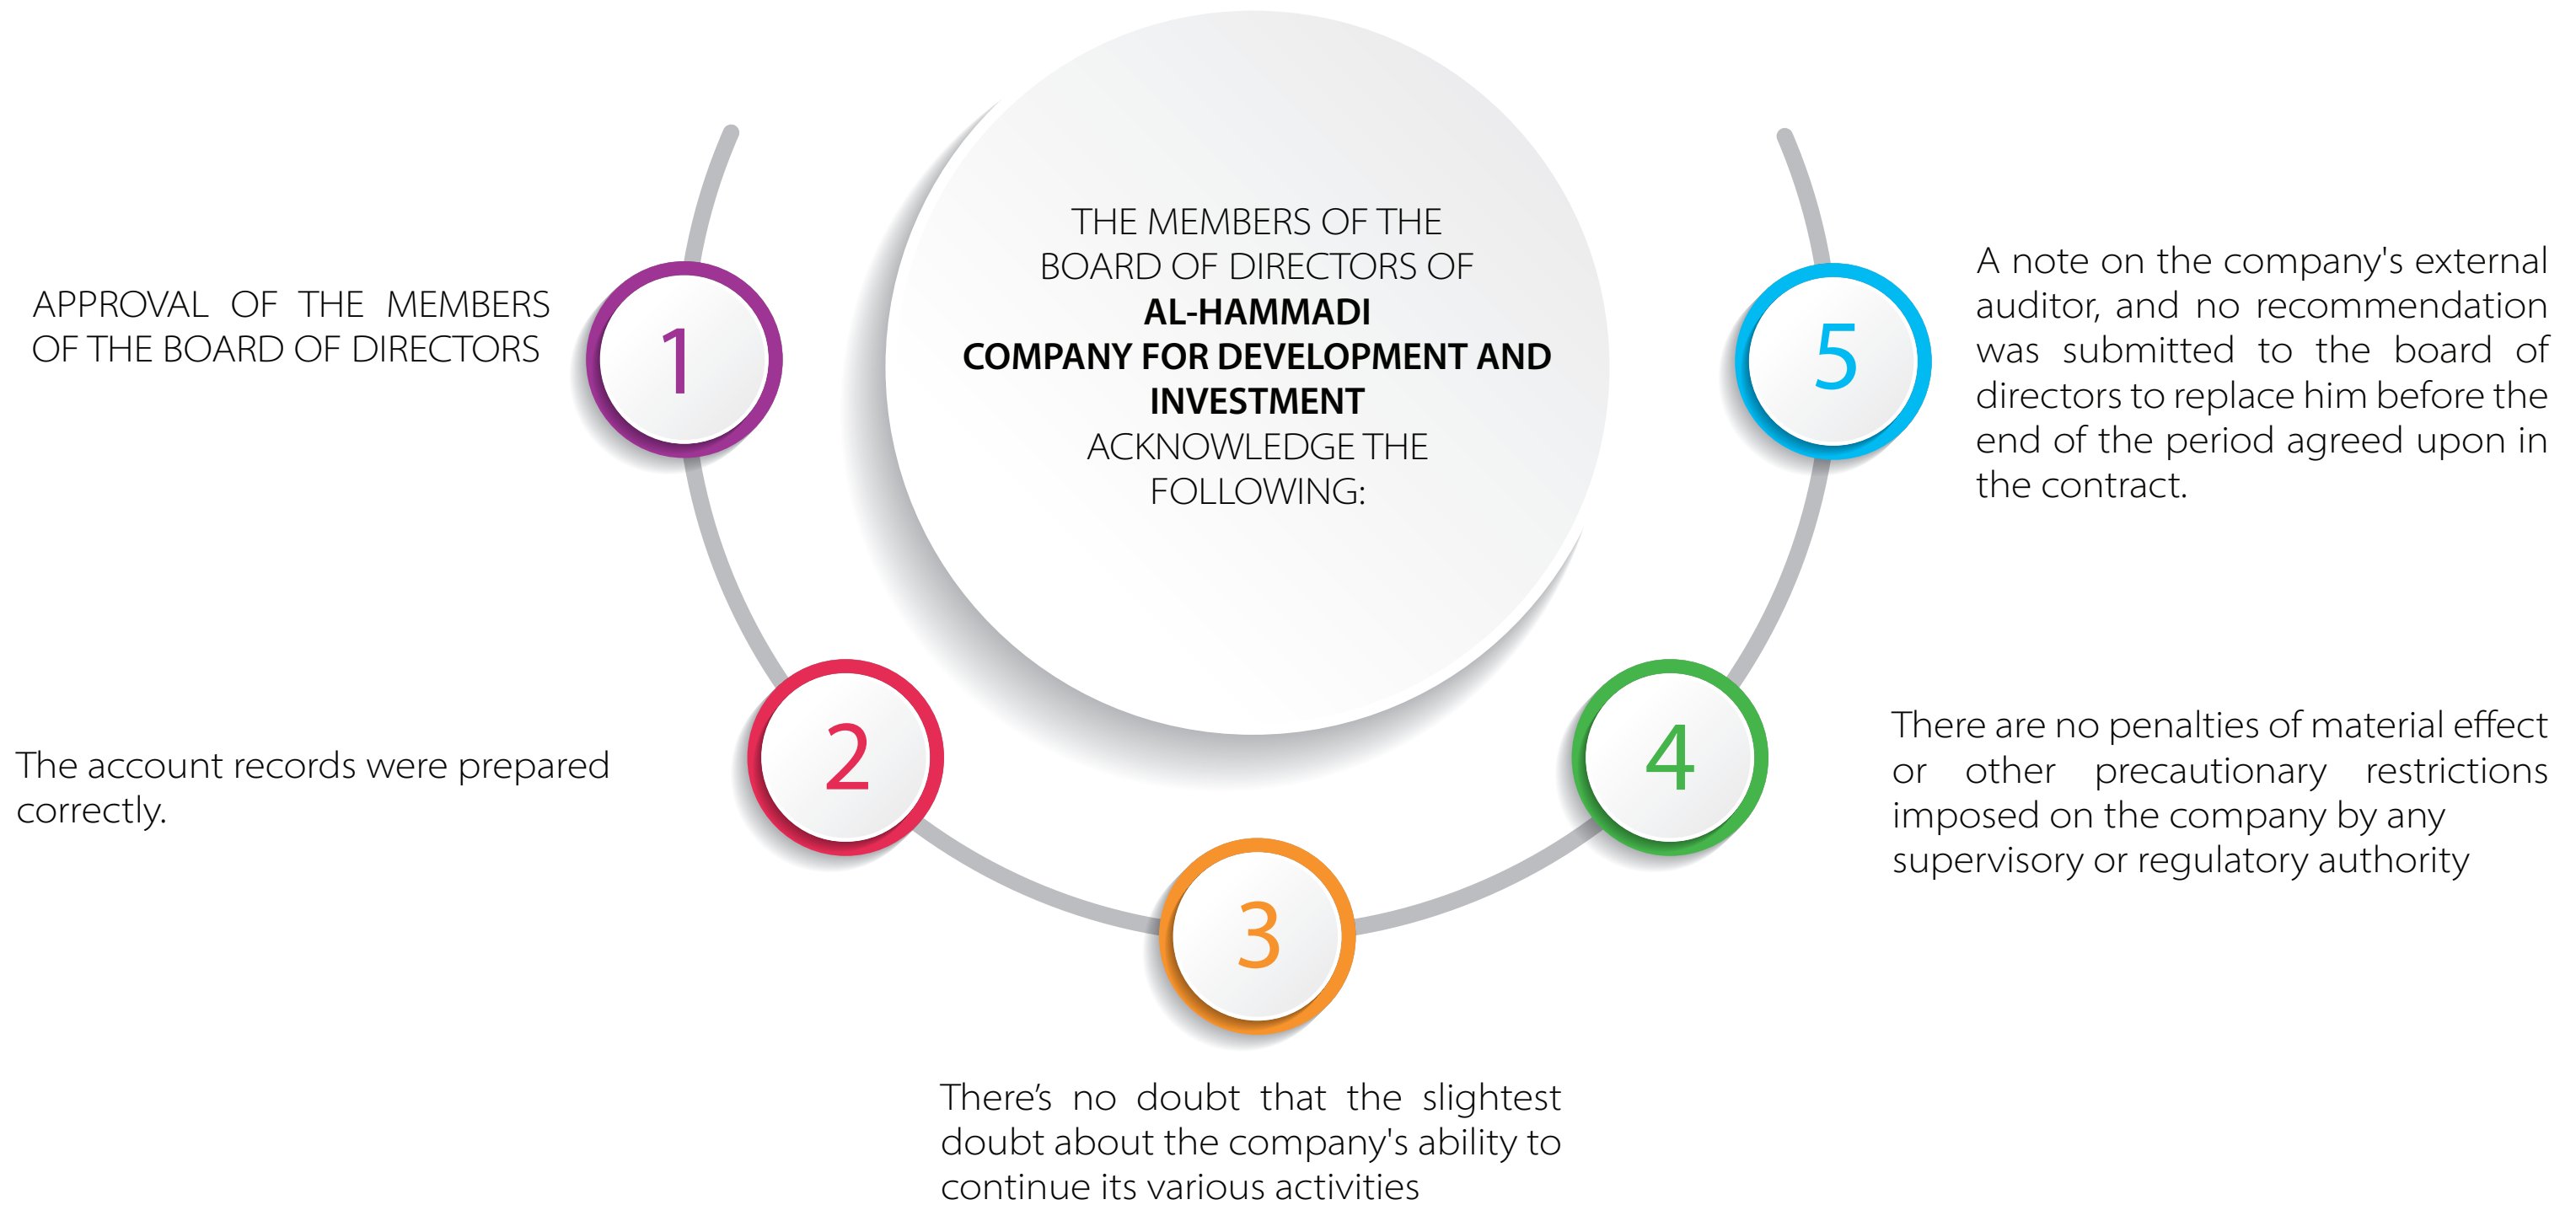 THE MEMBERS OF THE
BOARD OF DIRECTORS OF
AL-HAMMADI
COMPANY FOR DEVELOPMENT AND
INVESTMENT
ACKNOWLEDGE THE
FOLLOWING:
1
APPROVAL OF THE MEMBERS
OF THE BOARD OF DIRECTORS
2
The account records were prepared
correctly.
3
There's no doubt that the slightest
doubt about the company's ability to
continue its various activities
4
There are no penalties of material effect
or other precautionary restrictions
imposed on the company by any
supervisory or regulatory authority
5
A note on the company's external
auditor, and no recommendation
was submitted to the board of
directors to replace him before the
end of the period agreed upon in
the contract.